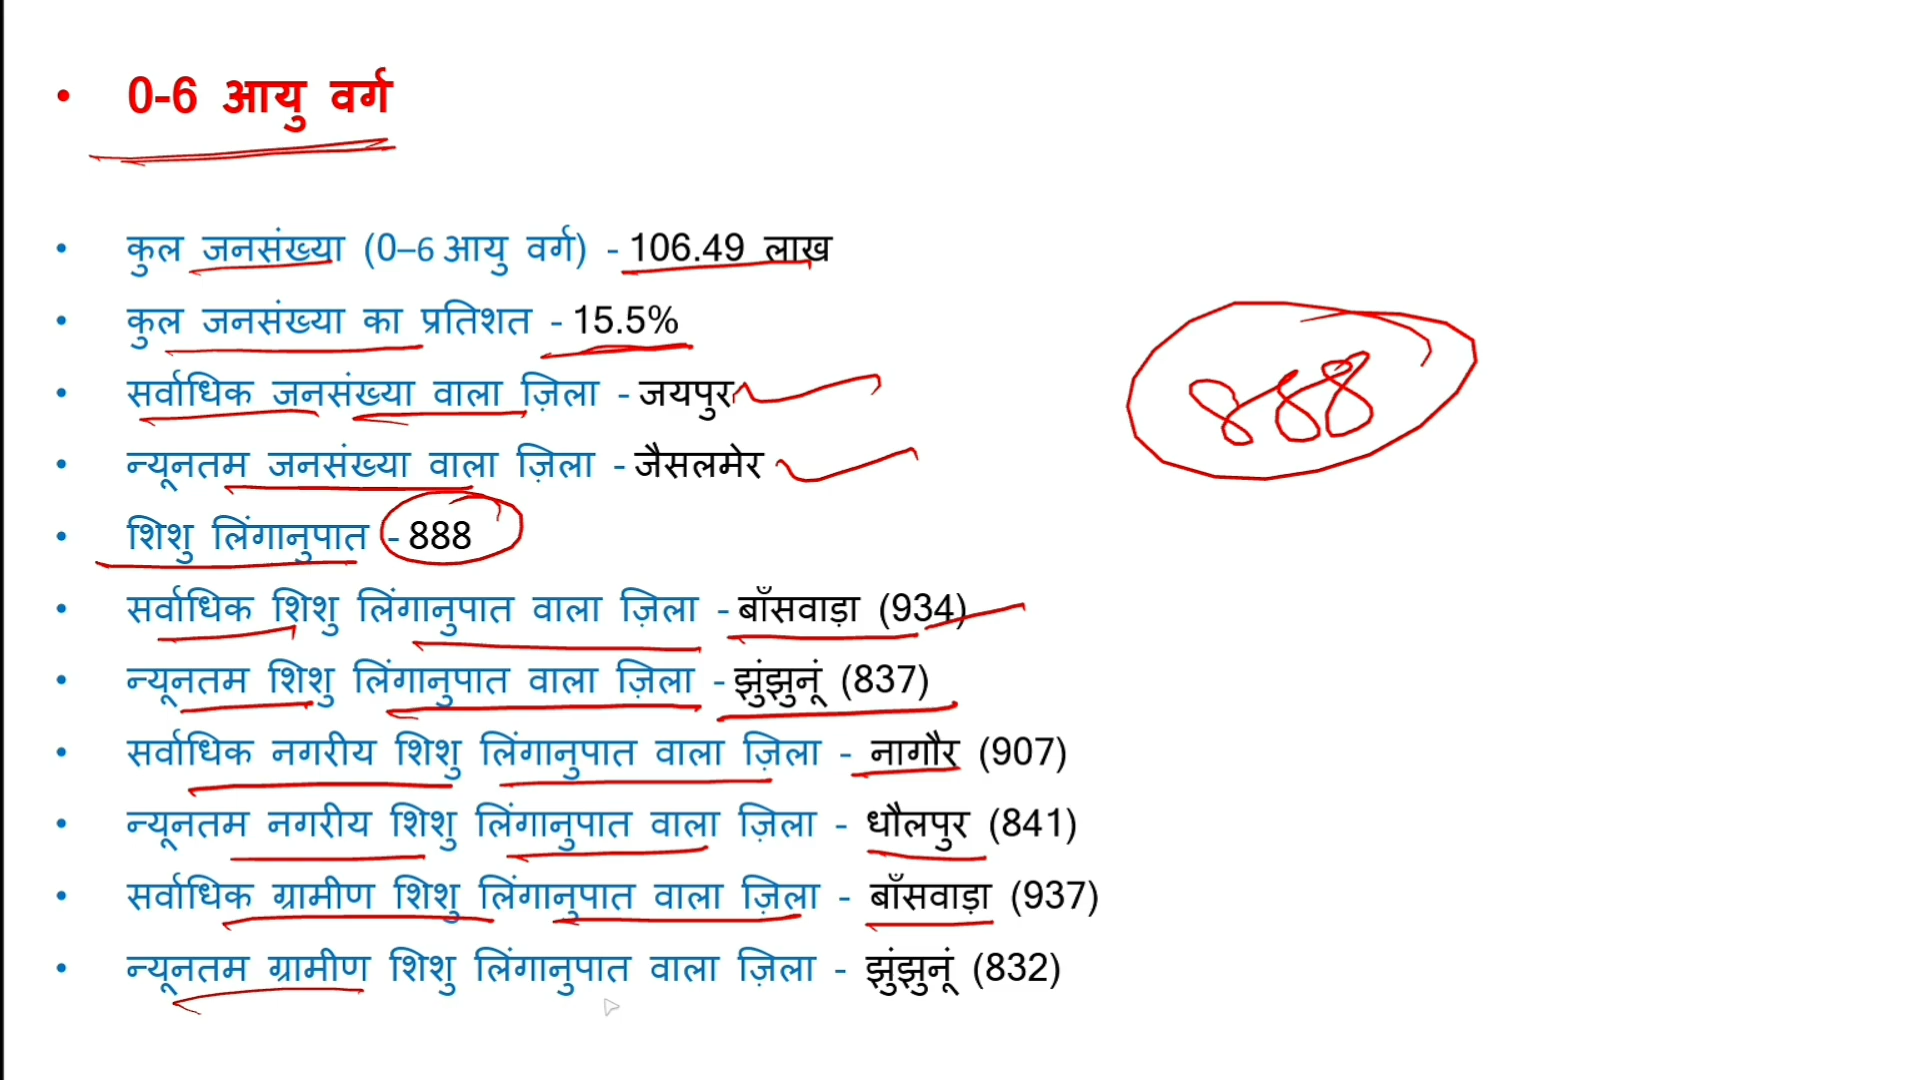 • 0-6 आयु वर्ग
• कुल जनसंख्या (0–6 आयु वर्ग) - 106.49 लाख
• कुल जनसंख्या का प्रतिशत - 15.5%
• सर्वाधिक जनसंख्या वाला ज़िला - जयपुर
• न्यूनतम जनसंख्या वाला ज़िला - जैसलमेर
888
• शिशु लिंगानुपात - 888
• सर्वाधिक शिशु लिंगानुपात वाला ज़िला - बाँसवाड़ा (934)
• न्यूनतम शिशु लिंगानुपात वाला ज़िला - झुंझुनूं (837)
• सर्वाधिक नगरीय शिशु लिंगानुपात वाला ज़िला - नागौर (907)
• न्यूनतम नगरीय शिशु लिंगानुपात वाला ज़िला - धौलपुर (841)
• सर्वाधिक ग्रामीण शिशु लिंगानुपात वाला ज़िला - बाँसवाड़ा (937)
• न्यूनतम ग्रामीण शिशु लिंगानुपात वाला ज़िला - झुंझुनूं (832)